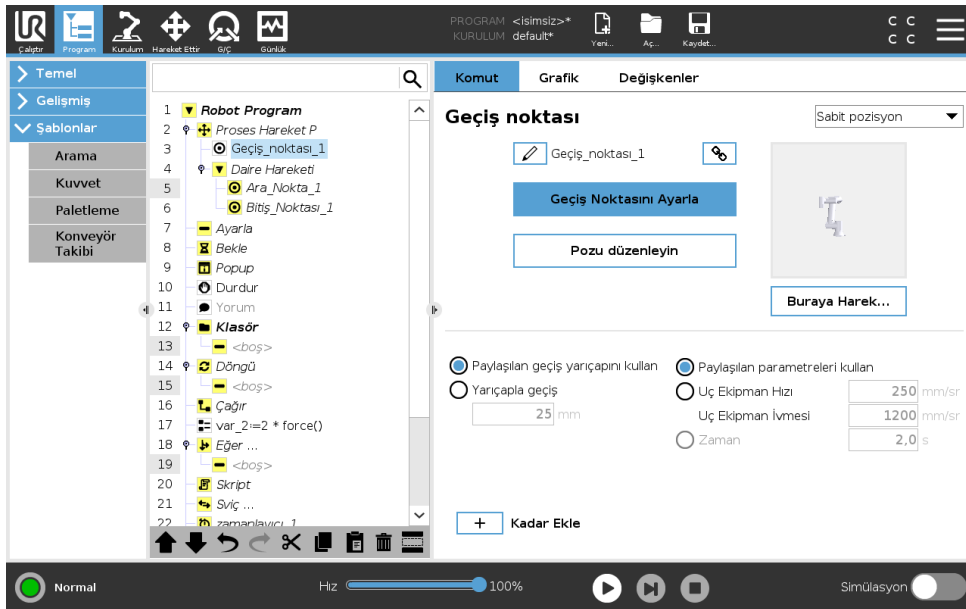 UR
PROGRAM <isimsiz>*
KURULUM default*
Çalıştır Program Kurulum Hareket Ettir G/Ç Günlük
Yeni... Aç... Kaydet...
C C
C C
Temel
Gelişmiş
Şablonlar
Arama
Kuvvet
Paletleme
Konveyör
Takibi
1 Robot Program
2 Proses Hareket P
3 Geçiş_noktası_1
4 Daire Hareketi
5 Ara_Nokta_1
6 Bitiş_Noktası_1
7 Ayarla
8 Bekle
9 Popup
10 Durdur
11 Yorum
12 Klasör
13 <boş>
14 Döngü
15 <boş>
16 Çağır
17 var_2:=2 * force()
18 Eğer ...
19 <boş>
20 Skript
21 Sviç ...
22 zamanlayıcı_1
Komut Grafik Değişkenler
Geçiş noktası
Sabit pozisyon
Geçiş_noktası_1
Geçiş Noktasını Ayarla
Pozu düzenleyin
Buraya Harek...
Paylaşılan geçiş yarıçapını kullan
Yarıçapla geçiş
25 mm
Paylaşılan parametreleri kullan
Uç Ekipman Hızı 250 mm/sr
Uç Ekipman İvmesi 1200 mm/sr
Zaman 2,0 s
+ Kadar Ekle
Normal
Hız 100%
Simülasyon